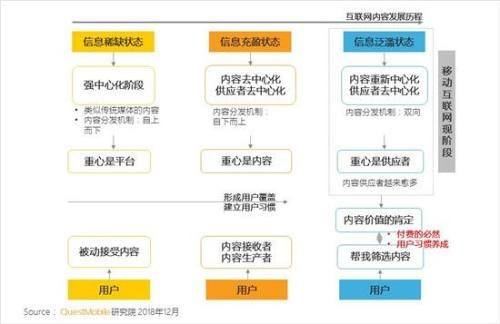 互联网内容发展历程
信息稀缺状态
信息充盈状态
信息泛滥状态
强中心化阶段
• 类似传统媒体的内容
• 内容分发机制：自上
而下
内容去中心化
供应者去中心化
内容分发机制：
自下而上
内容重新中心化
供应者去中心化
内容分发机制：双向
移动互联网现阶段
重心是平台
重心是内容
重心是供应者
内容供应者越来愈多
形成用户覆盖
建立用户习惯
内容价值的肯定
• 付费的必然
• 用户习惯养成
被动接受内容
内容接收者
内容生产者
帮我筛选内容
用户
用户
用户
Source： QuestMobile研究院 2018年12月